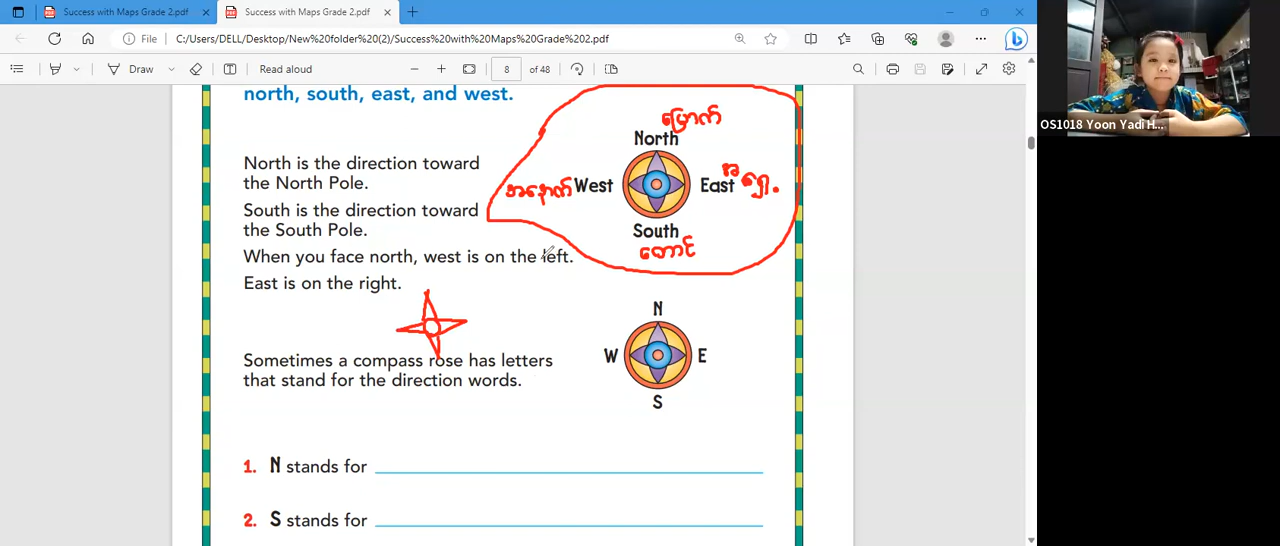 Success with Maps Grade 2.pdf
Success with Maps Grade 2.pdf
File
C:/Users/DELL/Desktop/New%20folder%20(2)/Success%20with%20Maps%20Grade%202.pdf
Draw
Read aloud
8 of 48
north, south, east, and west.
မြောက်
North
North is the direction toward
the North Pole.
အနောက် West
East အရှေ့
South is the direction toward
the South Pole.
South
တောင်
When you face north, west is on the left.
East is on the right.
N
W E
S
Sometimes a compass rose has letters
that stand for the direction words.
1. N stands for
2. S stands for
OS1018 Yoon Yadi H...